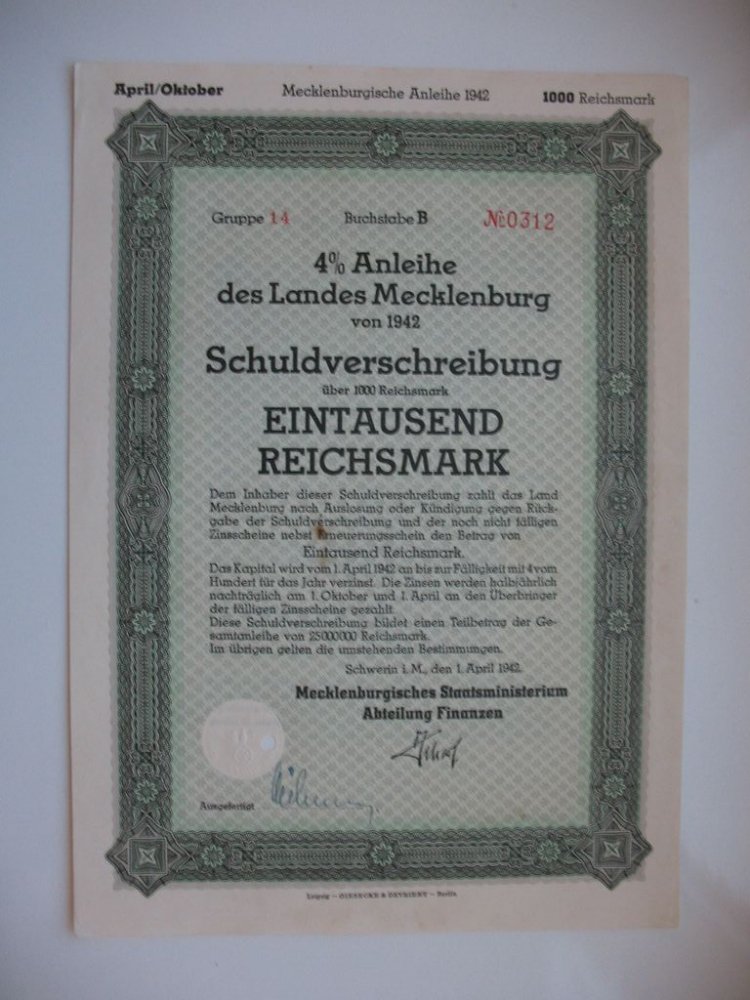 April/Oktober Mecklenburgische Anleihe 1942 1000 Reichsmark
Gruppe 14 Buchstabe B № 0312
4% Anleihe
des Landes Mecklenburg
von 1942
Schuldverschreibung
über 1000 Reichsmark
EINTAUSEND
REICHSMARK
Dem Inhaber dieser Schuldverschreibung zahlt das Land
Mecklenburg nach Auslosung oder Kündigung gegen Rück-
gabe der Schuldverschreibung und der noch nicht fälligen
Zinsscheine nebst Erneuerungsschein den Betrag von
Eintausend Reichsmark.
Das Kapital wird vom 1. April 1942 an bis zur Fälligkeit mit 4 vom
Hundert für das Jahr verzinst. Die Zinsen werden halbjährlich
nachträglich am 1. Oktober und 1. April an den Überbringer
der fälligen Zinsscheine gezahlt.
Diese Schuldverschreibung bildet einen Teilbetrag der Ge-
samtanleihe von 25000000 Reichsmark.
Im übrigen gelten die umstehenden Bestimmungen.
Schwerin i. M., den 1. April 1942.
Mecklenburgisches Staatsministerium
Abteilung Finanzen
Ausgefertigt
Leipzig — GIESECKE & DEVRIENT — Berlin